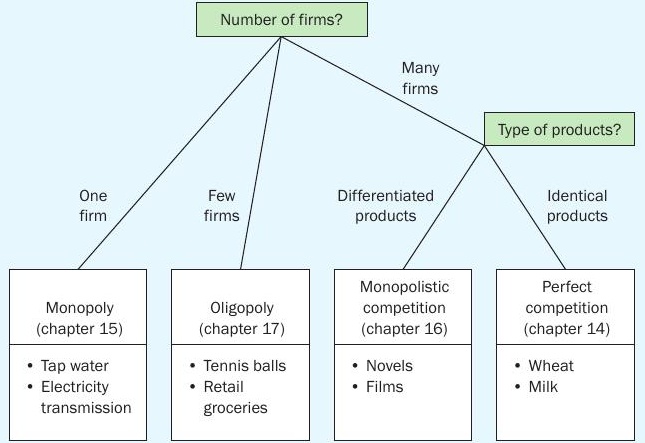 Number of firms?
Many
firms
Type of products?
One
firm
Few
firms
Differentiated
products
Identical
products
Monopoly
(chapter 15)
• Tap water
• Electricity
transmission
Oligopoly
(chapter 17)
• Tennis balls
• Retail
groceries
Monopolistic
competition
(chapter 16)
• Novels
• Films
Perfect
competition
(chapter 14)
• Wheat
• Milk